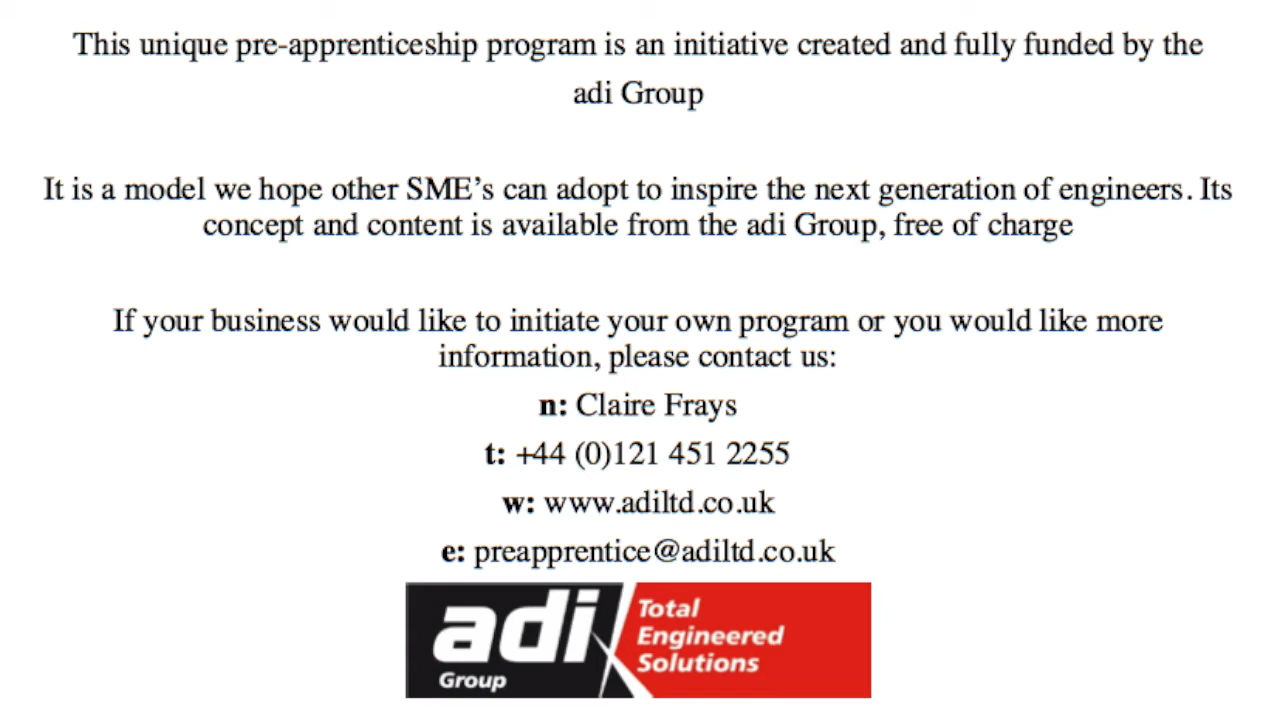 This unique pre-apprenticeship program is an initiative created and fully funded by the
adi Group
It is a model we hope other SME’s can adopt to inspire the next generation of engineers. Its
concept and content is available from the adi Group, free of charge
If your business would like to initiate your own program or you would like more
information, please contact us:
n: Claire Frays
t: +44 (0)121 451 2255
w: www.adiltd.co.uk
e: preapprentice@adiltd.co.uk
adi
Group
Total
Engineered
Solutions